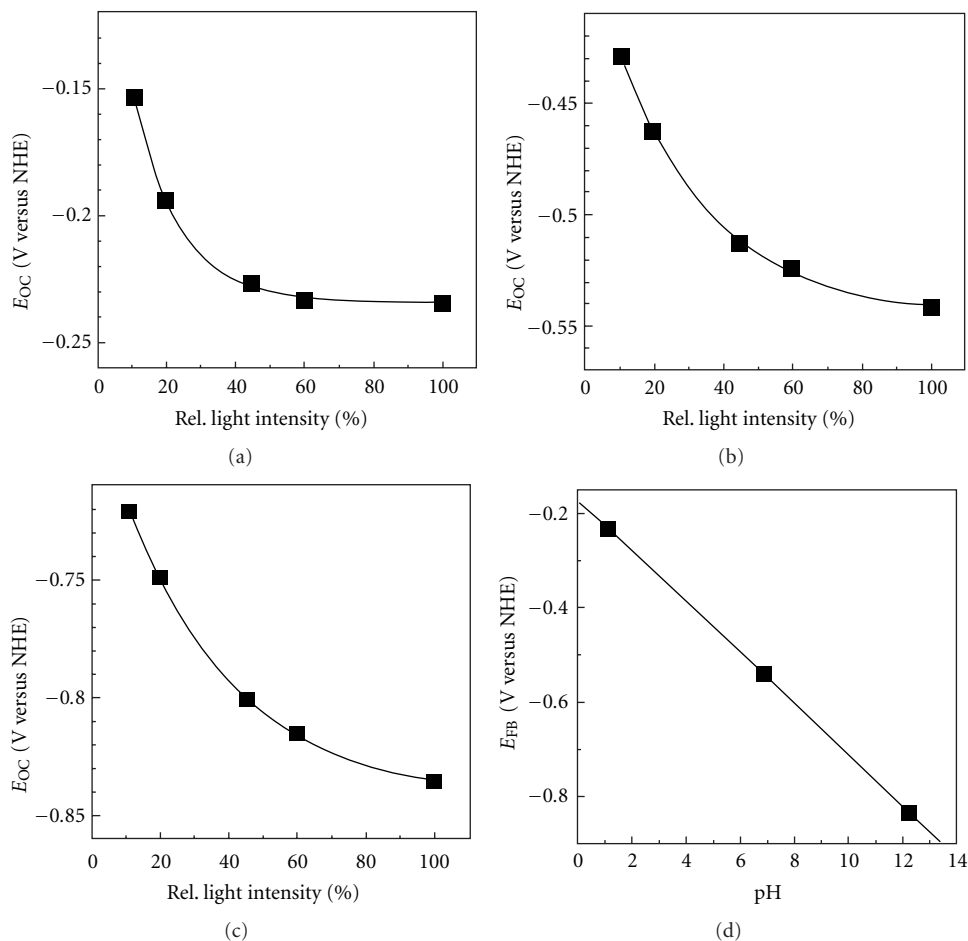 −0.15
−0.2
−0.25
E_OC (V versus NHE)
0 20 40 60 80 100
Rel. light intensity (%)
(a)
−0.45
−0.5
−0.55
E_OC (V versus NHE)
0 20 40 60 80 100
Rel. light intensity (%)
(b)
−0.75
−0.8
−0.85
E_OC (V versus NHE)
0 20 40 60 80 100
Rel. light intensity (%)
(c)
−0.2
−0.4
−0.6
−0.8
E_FB (V versus NHE)
0 2 4 6 8 10 12 14
pH
(d)